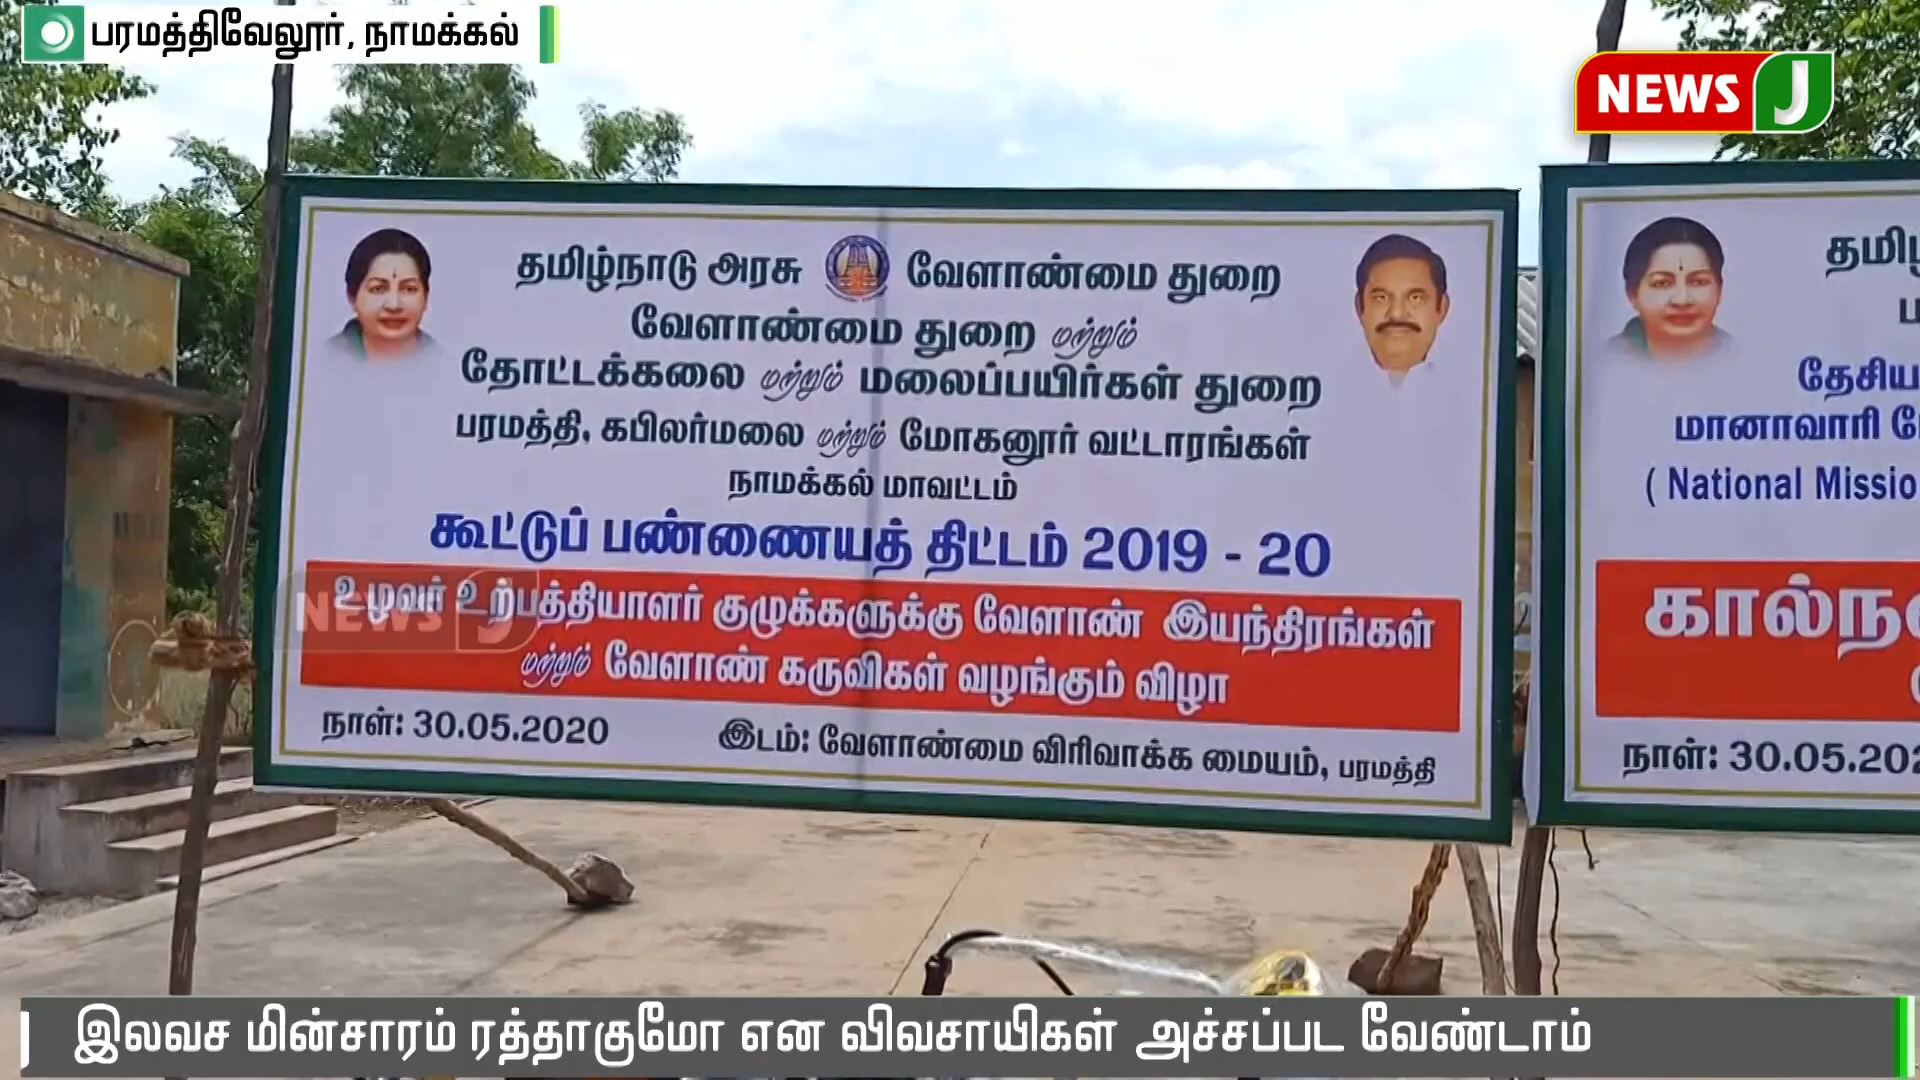 பரமத்திவேலூர், நாமக்கல்
NEWS J
தமிழ்நாடு அரசு வேளாண்மை துறை
வேளாண்மை துறை மற்றும்
தோட்டக்கலை மற்றும் மலைப்பயிர்கள் துறை
பரமத்தி, கபிலர்மலை மற்றும் மோகனூர் வட்டாரங்கள்
நாமக்கல் மாவட்டம்
கூட்டுப் பண்ணையத் திட்டம் 2019 - 20
உழவர் உற்பத்தியாளர் குழுக்களுக்கு வேளாண் இயந்திரங்கள்
மற்றும் வேளாண் கருவிகள் வழங்கும் விழா
நாள்: 30.05.2020 இடம்: வேளாண்மை விரிவாக்க மையம், பரமத்தி
NEWS J
தேசிய
மானாவாரி
( National Missio
நாள்: 30.05.202
இலவச மின்சாரம் ரத்தாகுமோ என விவசாயிகள் அச்சப்பட வேண்டாம்